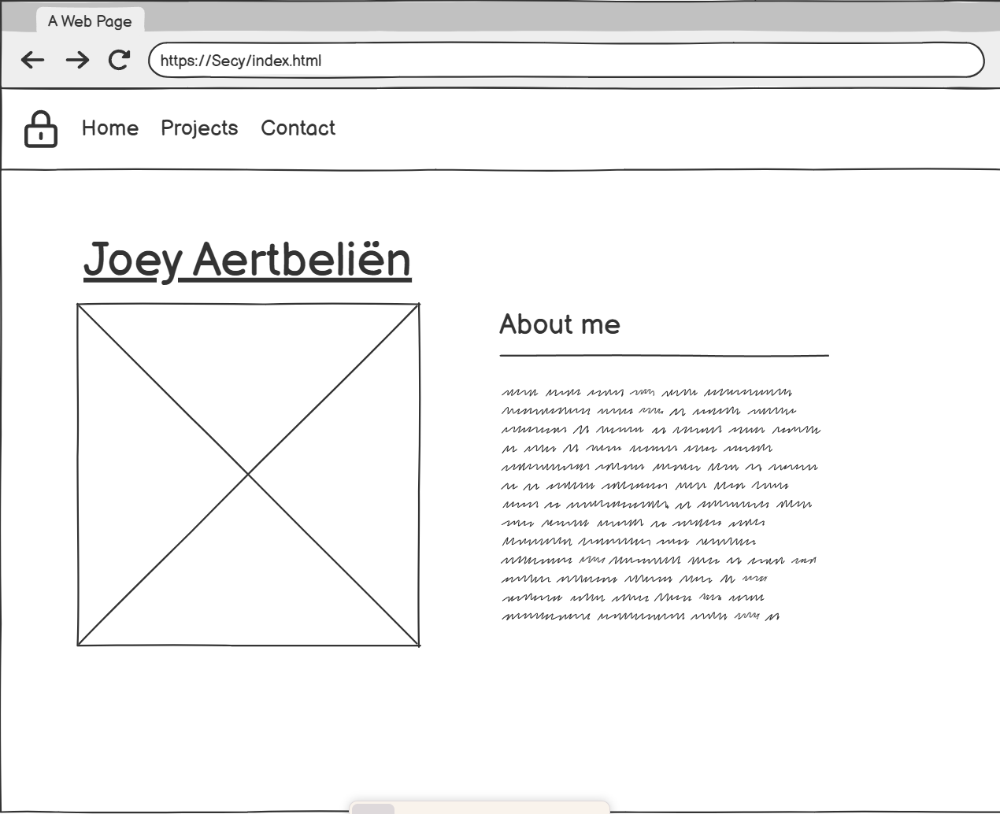 A Web Page
https://Secy/index.html
Home Projects Contact
Joey Aertbeliën
About me